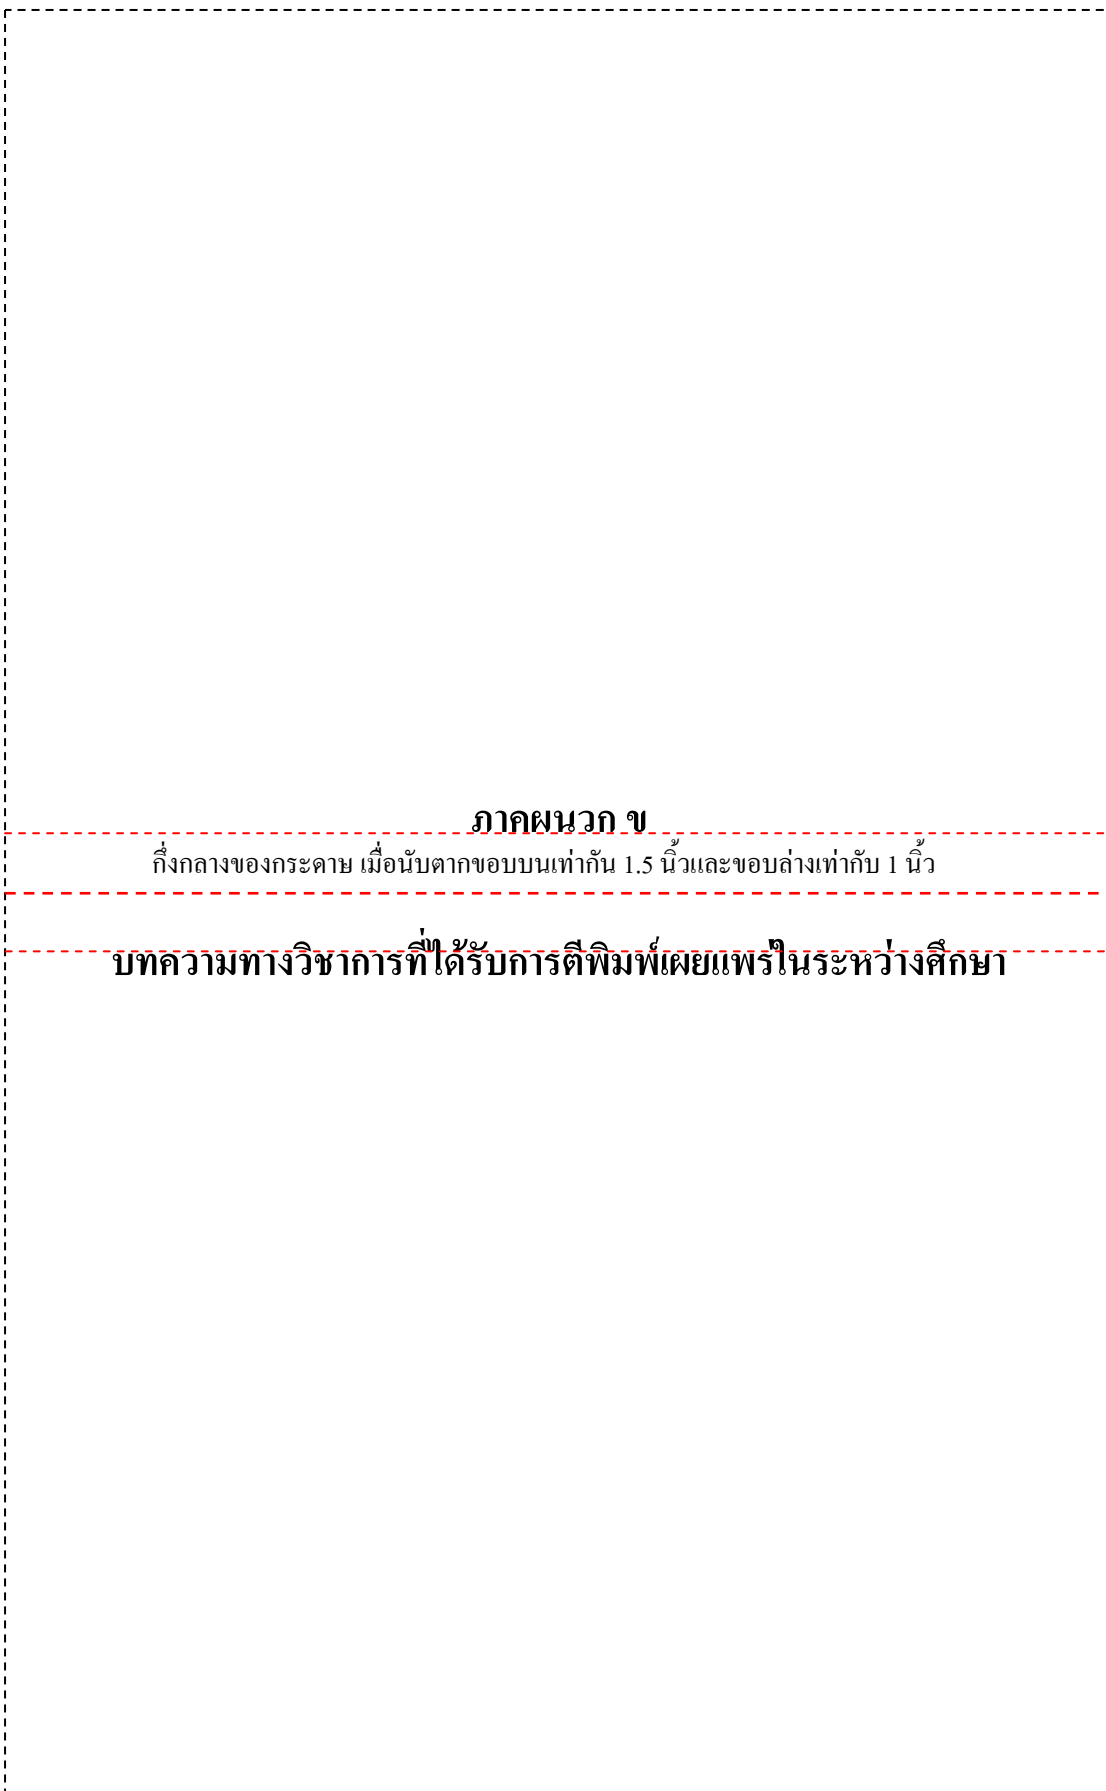 ภาคผนวก ข
กึ่งกลางของกระดาษ เมื่อนับตากขอบบนเท่ากัน 1.5 นิ้วและขอบล่างเท่ากับ 1 นิ้ว
บทความทางวิชาการที่ได้รับการตีพิมพ์เผยแพร่ในระหว่างศึกษา